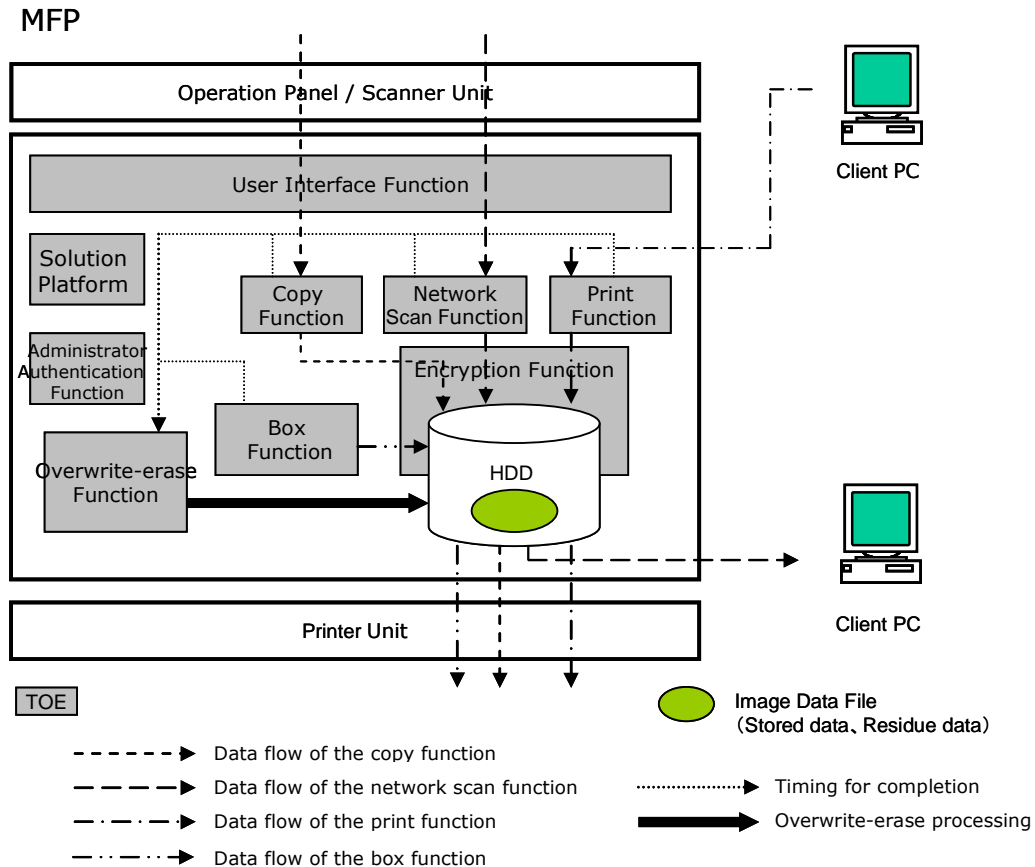 MFP
Operation Panel / Scanner Unit
Client PC
User Interface Function
Solution
Platform
Copy
Function
Network
Scan Function
Print
Function
Administrator
Authentication
Function
Encryption Function
Box
Function
Overwrite-erase
Function
HDD
Client PC
Printer Unit
TOE
Image Data File
(Stored data、Residue data)
Data flow of the copy function
Data flow of the network scan function
Data flow of the print function
Data flow of the box function
Timing for completion
Overwrite-erase processing